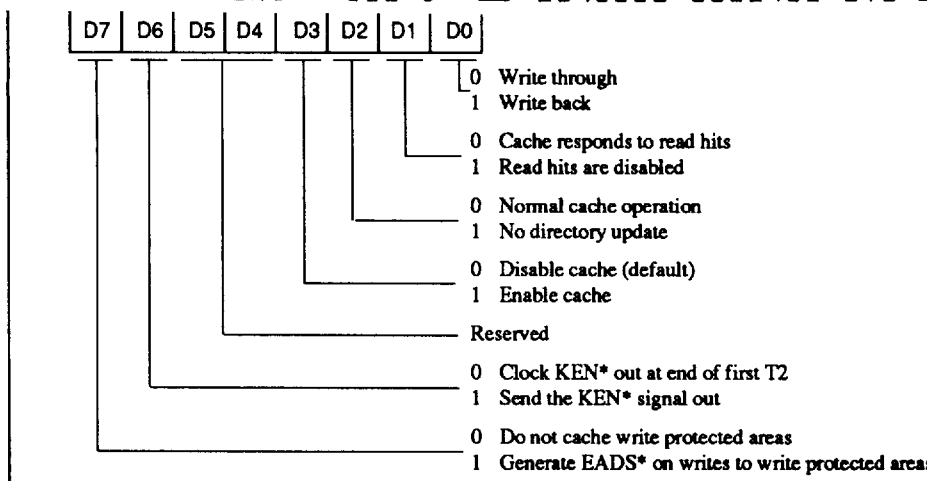 D7 D6 D5 D4 D3 D2 D1 D0
0 Write through
1 Write back
0 Cache responds to read hits
1 Read hits are disabled
0 Normal cache operation
1 No directory update
0 Disable cache (default)
1 Enable cache
Reserved
0 Clock KEN* out at end of first T2
1 Send the KEN* signal out
0 Do not cache write protected areas
1 Generate EADS* on writes to write protected areas